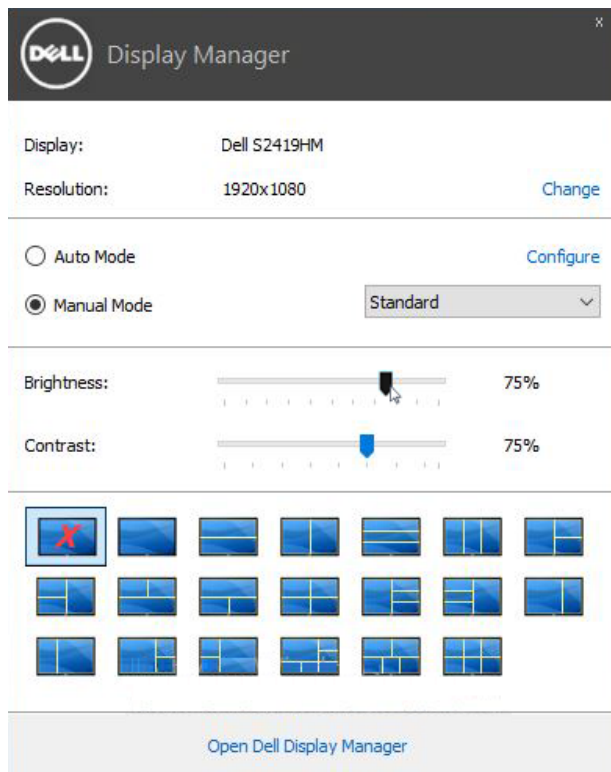 DELL Display Manager x
Display: Dell S2419HM
Resolution: 1920x1080 Change
Auto Mode Configure
Manual Mode Standard
Brightness: 75%
Contrast: 75%
X
Open Dell Display Manager